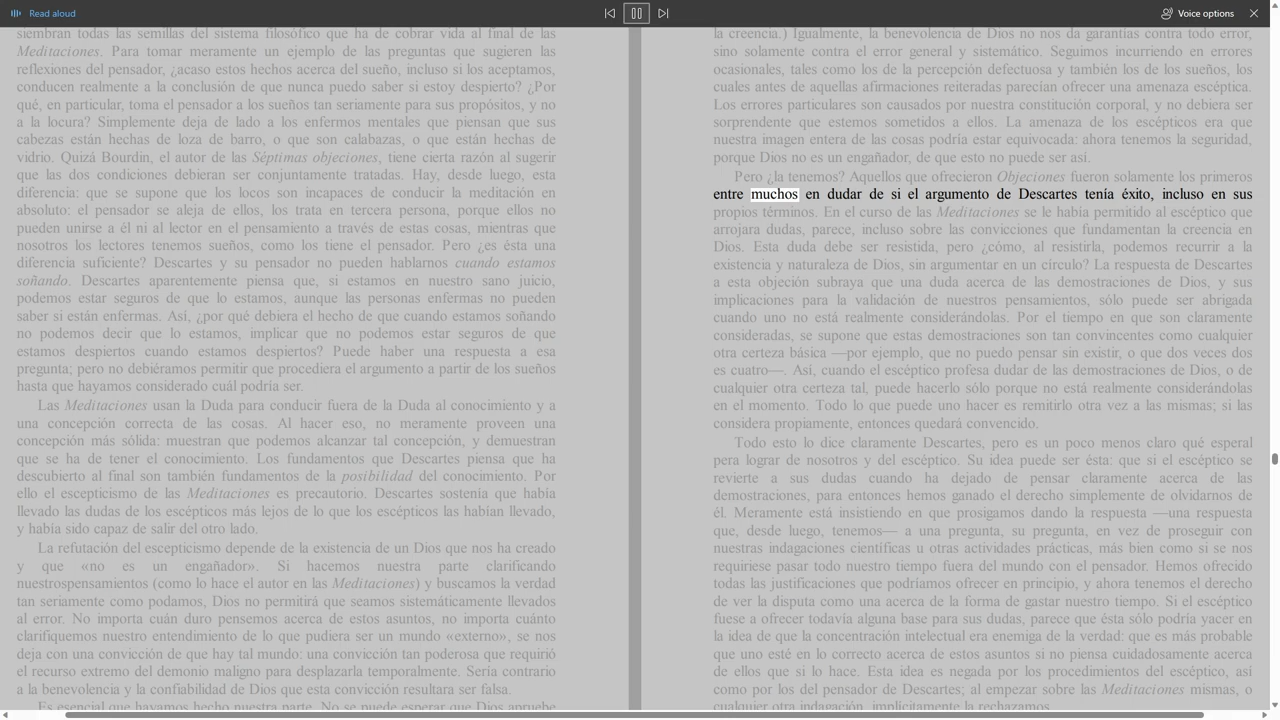 Read aloud
Voice options
siembran todas las semillas del sistema filosófico que ha de cobrar vida al final de las
Meditaciones. Para tomar meramente un ejemplo de las preguntas que sugieren las
reflexiones del pensador, ¿acaso estos hechos acerca del sueño, incluso si los aceptamos,
conducen realmente a la conclusión de que nunca puedo saber si estoy despierto? ¿Por
qué, en particular, toma el pensador a los sueños tan seriamente para sus propósitos, y no
a la locura? Simplemente deja de lado a los enfermos mentales que piensan que sus
cabezas están hechas de loza de barro, o que son calabazas, o que están hechas de
vidrio. Quizá Bourdin, el autor de las Séptimas objeciones, tiene cierta razón al sugerir
que las dos condiciones debieran ser conjuntamente tratadas. Hay, desde luego, esta
diferencia: que se supone que los locos son incapaces de conducir la meditación en
absoluto: el pensador se aleja de ellos, los trata en tercera persona, porque ellos no
pueden unirse a él ni al lector en el pensamiento a través de estas cosas, mientras que
nosotros los lectores tenemos sueños, como los tiene el pensador. Pero ¿es ésta una
diferencia suficiente? Descartes y su pensador no pueden hablarnos cuando estamos
soñando. Descartes aparentemente piensa que, si estamos en nuestro sano juicio,
podemos estar seguros de que lo estamos, aunque las personas enfermas no pueden
saber si están enfermas. Así, ¿por qué debiera el hecho de que cuando estamos soñando
no podemos decir que lo estamos, implicar que no podemos estar seguros de que
estamos despiertos cuando estamos despiertos? Puede haber una respuesta a esa
pregunta; pero no debiéramos permitir que procediera el argumento a partir de los sueños
hasta que hayamos considerado cuál podría ser.
Las Meditaciones usan la Duda para conducir fuera de la Duda al conocimiento y a
una concepción correcta de las cosas. Al hacer eso, no meramente proveen una
concepción más sólida: muestran que podemos alcanzar tal concepción, y demuestran
que se ha de tener el conocimiento. Los fundamentos que Descartes piensa que ha
descubierto al final son también fundamentos de la posibilidad del conocimiento. Por
ello el escepticismo de las Meditaciones es precautorio. Descartes sostenía que había
llevado las dudas de los escépticos más lejos de lo que los escépticos las habían llevado,
y había sido capaz de salir del otro lado.
La refutación del escepticismo depende de la existencia de un Dios que nos ha creado
y que «no es un engañador». Si hacemos nuestra parte clarificando
nuestrospensamientos (como lo hace el autor en las Meditaciones) y buscamos la verdad
tan seriamente como podamos, Dios no permitirá que seamos sistemáticamente llevados
al error. No importa cuán duro pensemos acerca de estos asuntos, no importa cuánto
clarifiquemos nuestro entendimiento de lo que pudiera ser un mundo «externo», se nos
deja con una convicción de que hay tal mundo: una convicción tan poderosa que requirió
el recurso extremo del demonio maligno para desplazarla temporalmente. Sería contrario
a la benevolencia y la confiabilidad de Dios que esta convicción resultara ser falsa.
Es esencial que hayamos hecho nuestra parte. No se puede esperar que Dios apruebe
la creencia.) Igualmente, la benevolencia de Dios no nos da garantías contra todo error,
sino solamente contra el error general y sistemático. Seguimos incurriendo en errores
ocasionales, tales como los de la percepción defectuosa y también los de los sueños, los
cuales antes de aquellas afirmaciones reiteradas parecían ofrecer una amenaza escéptica.
Los errores particulares son causados por nuestra constitución corporal, y no debiera ser
sorprendente que estemos sometidos a ellos. La amenaza de los escépticos era que
nuestra imagen entera de las cosas podría estar equivocada: ahora tenemos la seguridad,
porque Dios no es un engañador, de que esto no puede ser así.
Pero ¿la tenemos? Aquellos que ofrecieron Objeciones fueron solamente los primeros
entre muchos en dudar de si el argumento de Descartes tenía éxito, incluso en sus
propios términos. En el curso de las Meditaciones se le había permitido al escéptico que
arrojara dudas, parece, incluso sobre las convicciones que fundamentan la creencia en
Dios. Esta duda debe ser resistida, pero ¿cómo, al resistirla, podemos recurrir a la
existencia y naturaleza de Dios, sin argumentar en un círculo? La respuesta de Descartes
a esta objeción subraya que una duda acerca de las demostraciones de Dios, y sus
implicaciones para la validación de nuestros pensamientos, sólo puede ser abrigada
cuando uno no está realmente considerándolas. Por el tiempo en que son claramente
consideradas, se supone que estas demostraciones son tan convincentes como cualquier
otra certeza básica —por ejemplo, que no puedo pensar sin existir, o que dos veces dos
es cuatro—. Así, cuando el escéptico profesa dudar de las demostraciones de Dios, o de
cualquier otra certeza tal, puede hacerlo sólo porque no está realmente considerándolas
en el momento. Todo lo que puede uno hacer es remitirlo otra vez a las mismas; si las
considera propiamente, entonces quedará convencido.
Todo esto lo dice claramente Descartes, pero es un poco menos claro qué esperal
pera lograr de nosotros y del escéptico. Su idea puede ser ésta: que si el escéptico se
revierte a sus dudas cuando ha dejado de pensar claramente acerca de las
demostraciones, para entonces hemos ganado el derecho simplemente de olvidarnos de
él. Meramente está insistiendo en que prosigamos dando la respuesta —una respuesta
que, desde luego, tenemos— a una pregunta, su pregunta, en vez de proseguir con
nuestras indagaciones científicas u otras actividades prácticas, más bien como si se nos
requiriese pasar todo nuestro tiempo fuera del mundo con el pensador. Hemos ofrecido
todas las justificaciones que podríamos ofrecer en principio, y ahora tenemos el derecho
de ver la disputa como una acerca de la forma de gastar nuestro tiempo. Si el escéptico
fuese a ofrecer todavía alguna base para sus dudas, parece que ésta sólo podría yacer en
la idea de que la concentración intelectual era enemiga de la verdad: que es más probable
que uno esté en lo correcto acerca de estos asuntos si no piensa cuidadosamente acerca
de ellos que si lo hace. Esta idea es negada por los procedimientos del escéptico, así
como por los del pensador de Descartes; al empezar sobre las Meditaciones mismas, o
cualquier otra indagación, implícitamente la rechazamos.